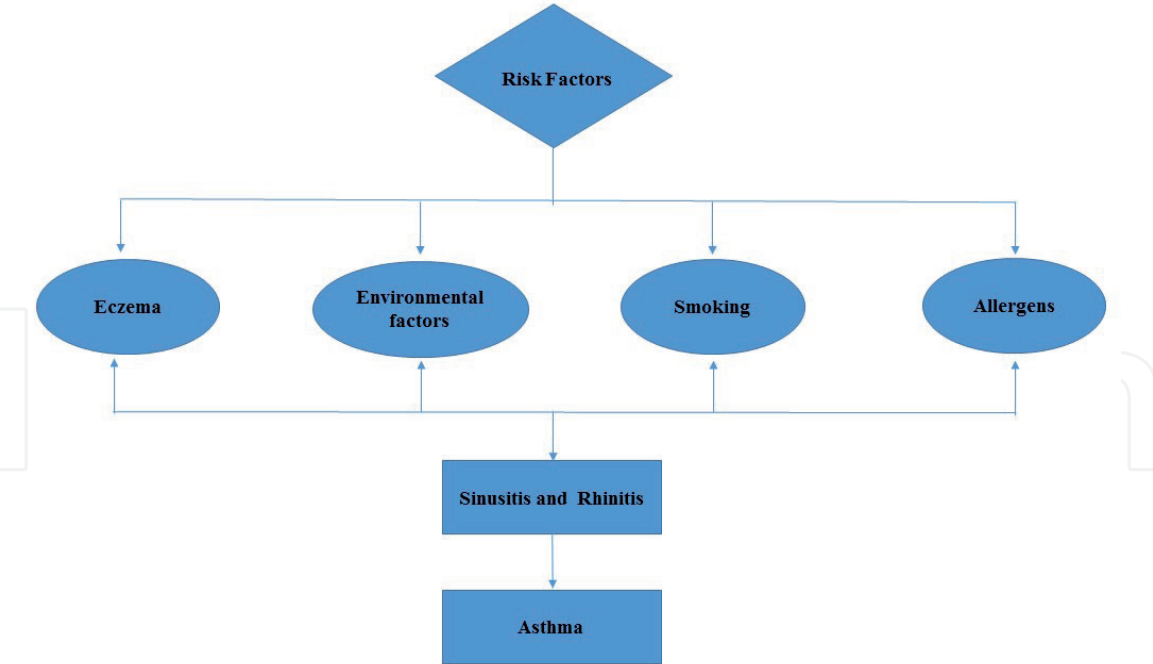 Risk Factors
Eczema
Environmental
factors
Smoking
Allergens
Sinusitis and Rhinitis
Asthma